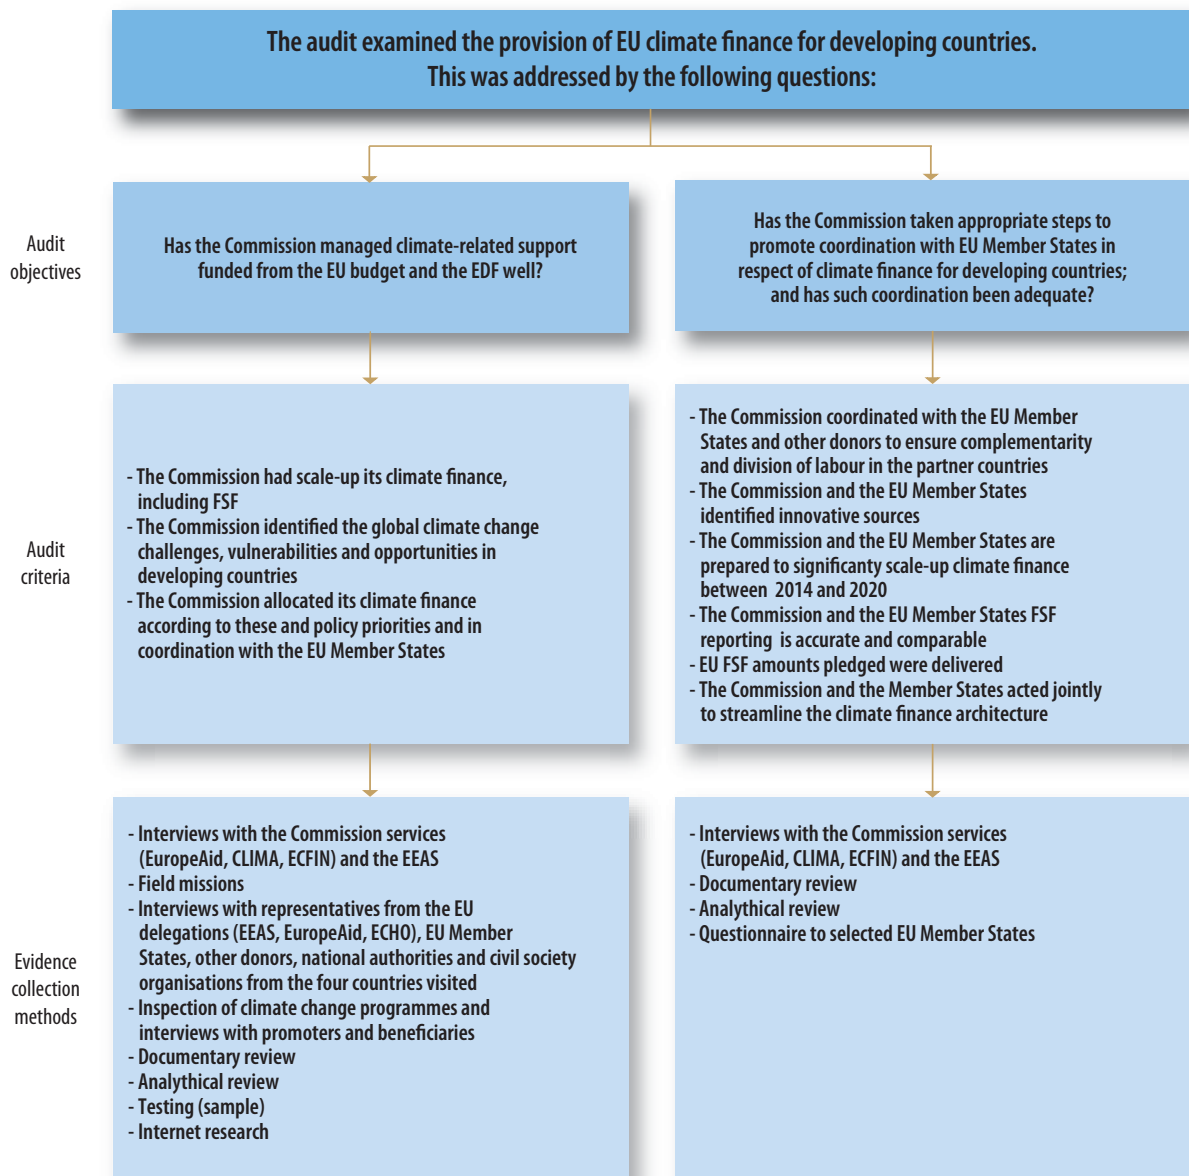 The audit examined the provision of EU climate finance for developing countries.
This was addressed by the following questions:
Audit
objectives
Has the Commission managed climate-related support
funded from the EU budget and the EDF well?
Has the Commission taken appropriate steps to
promote coordination with EU Member States in
respect of climate finance for developing countries;
and has such coordination been adequate?
Audit
criteria
- The Commission had scale-up its climate finance,
including FSF
- The Commission identified the global climate change
challenges, vulnerabilities and opportunities in
developing countries
- The Commission allocated its climate finance
according to these and policy priorities and in
coordination with the EU Member States
- The Commission coordinated with the EU Member
States and other donors to ensure complementarity
and division of labour in the partner countries
- The Commission and the EU Member States
identified innovative sources
- The Commission and the EU Member States are
prepared to significanty scale-up climate finance
between 2014 and 2020
- The Commission and the EU Member States FSF
reporting is accurate and comparable
- EU FSF amounts pledged were delivered
- The Commission and the Member States acted jointly
to streamline the climate finance architecture
Evidence
collection
methods
- Interviews with the Commission services
(EuropeAid, CLIMA, ECFIN) and the EEAS
- Field missions
- Interviews with representatives from the EU
delegations (EEAS, EuropeAid, ECHO), EU Member
States, other donors, national authorities and civil society
organisations from the four countries visited
- Inspection of climate change programmes and
interviews with promoters and beneficiaries
- Documentary review
- Analythical review
- Testing (sample)
- Internet research
- Interviews with the Commission services
(EuropeAid, CLIMA, ECFIN) and the EEAS
- Documentary review
- Analythical review
- Questionnaire to selected EU Member States